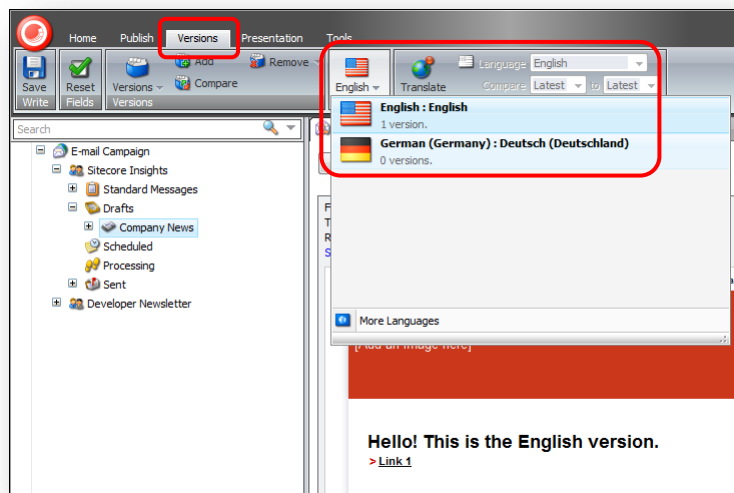 Home Publish Versions Presentation Tools
Save
Write
Reset
Fields
Versions
Versions
Add
Compare
Remove
English
Translate
Language English
Compare Latest to Latest
English : English
1 version.
German (Germany) : Deutsch (Deutschland)
0 versions.
More Languages
Search
E-mail Campaign
Sitecore Insights
Standard Messages
Drafts
Company News
Scheduled
Processing
Sent
Developer Newsletter
F
T
R
S
[Add an image here]
Hello! This is the English version.
> Link 1